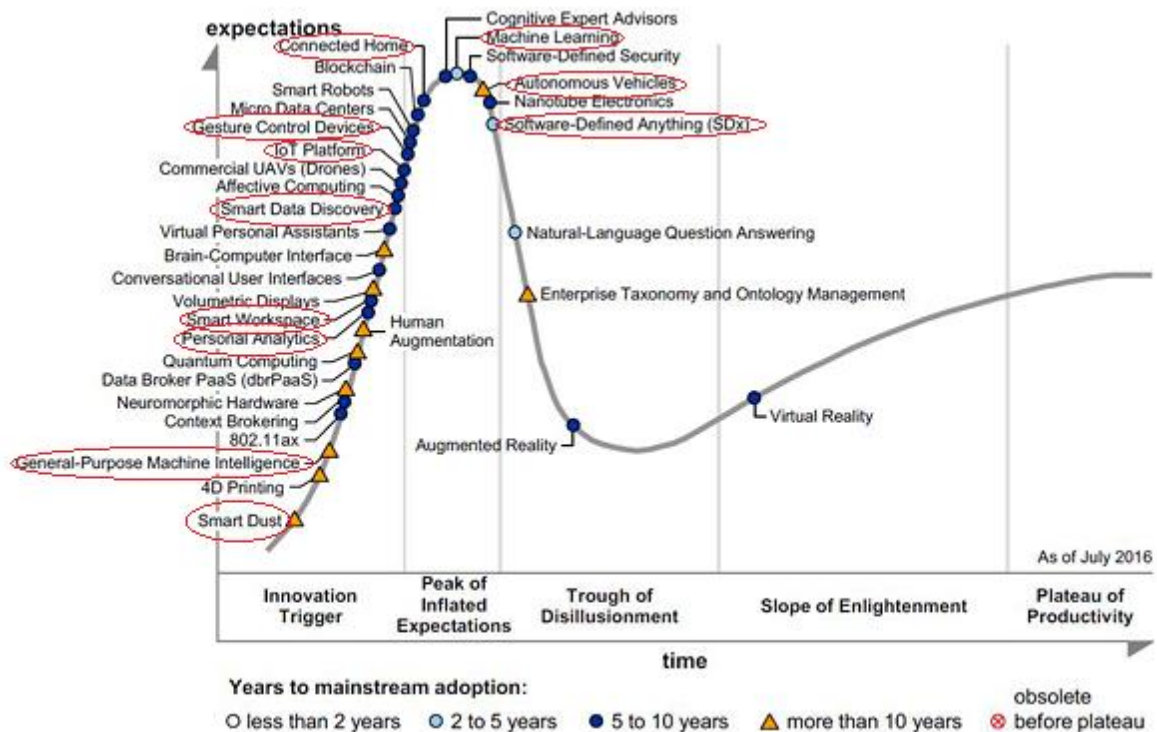 expectations
Cognitive Expert Advisors
Connected Home
Machine Learning
Blockchain
Software-Defined Security
Smart Robots
Autonomous Vehicles
Micro Data Centers
Nanotube Electronics
Gesture Control Devices
Software-Defined Anything (SDx)
IoT Platform
Commercial UAVs (Drones)
Affective Computing
Smart Data Discovery
Virtual Personal Assistants
Natural-Language Question Answering
Brain-Computer Interface
Conversational User Interfaces
Volumetric Displays
Enterprise Taxonomy and Ontology Management
Smart Workspace
Personal Analytics
Human
Augmentation
Quantum Computing
Data Broker PaaS (dbrPaaS)
Neuromorphic Hardware
Context Brokering
802.11ax
Virtual Reality
Augmented Reality
General-Purpose Machine Intelligence
4D Printing
Smart Dust
As of July 2016
Innovation
Trigger
Peak of
Inflated
Expectations
Trough of
Disillusionment
Slope of Enlightenment
Plateau of
Productivity
time
Years to mainstream adoption:
less than 2 years
2 to 5 years
5 to 10 years
more than 10 years
obsolete
before plateau